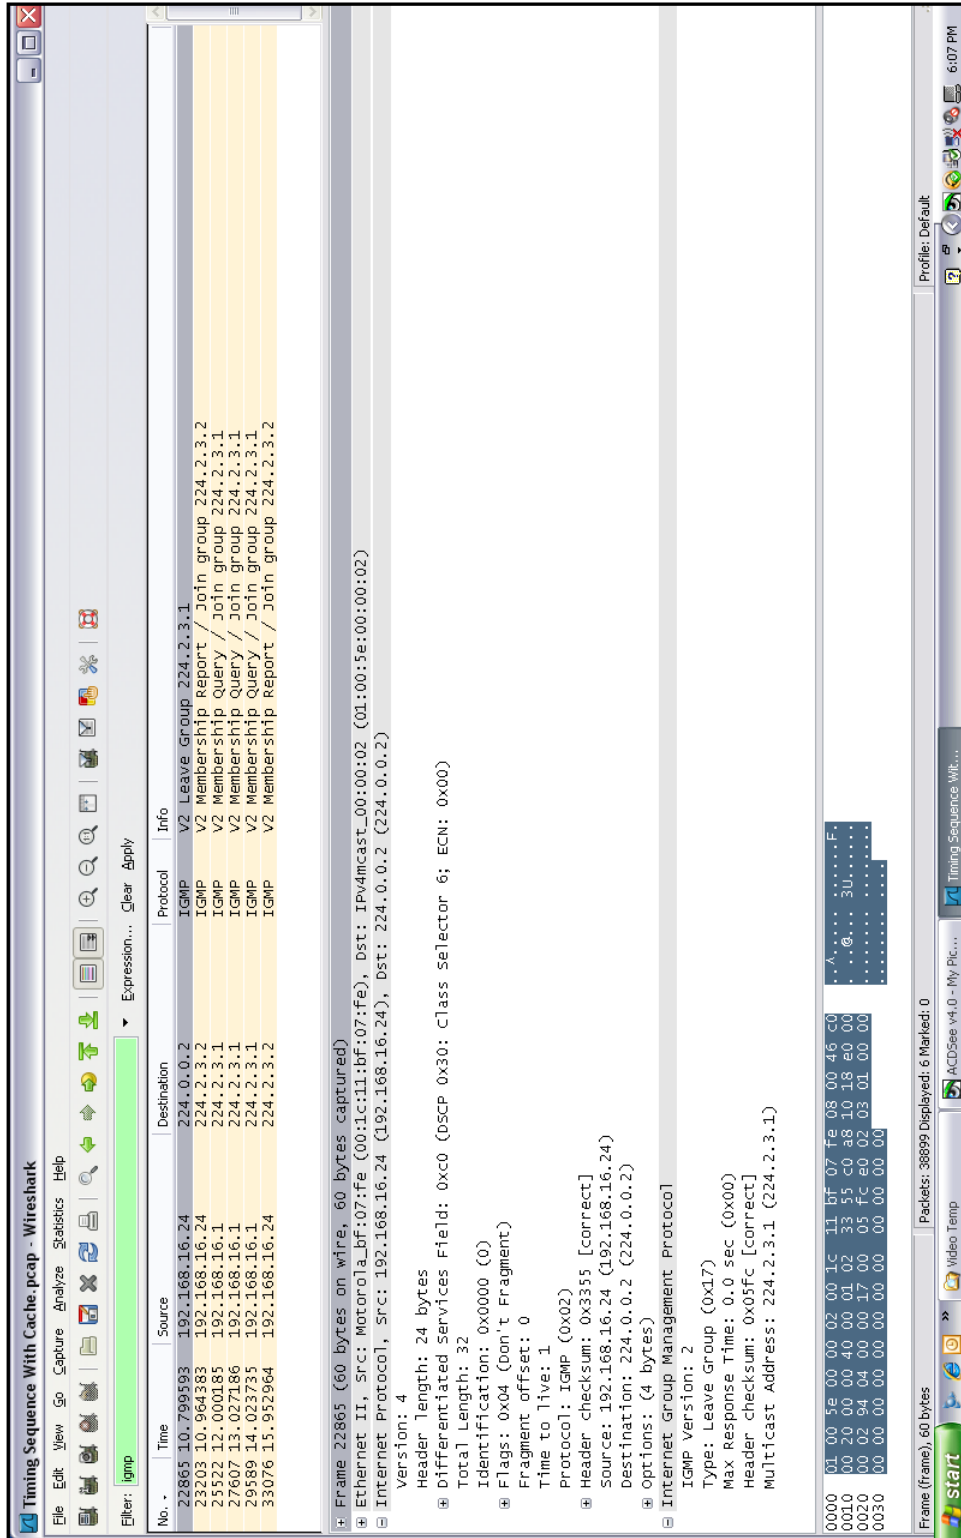 Timing Sequence With Cache.pcap - Wireshark
File Edit View Go Capture Analyze Statistics Help
Filter: igmp Expression... Clear Apply
No. - Time Source Destination Protocol Info
22865 10.799593 192.168.16.24 224.0.0.2 IGMP V2 Leave Group 224.2.3.1
23203 10.964383 192.168.16.24 224.2.3.2 IGMP V2 Membership Report / Join group 224.2.3.2
25522 12.000185 192.168.16.1 224.2.3.1 IGMP V2 Membership Query / Join group 224.2.3.1
27607 13.027186 192.168.16.1 224.2.3.1 IGMP V2 Membership Query / Join group 224.2.3.1
29589 14.023735 192.168.16.1 224.2.3.1 IGMP V2 Membership Query / Join group 224.2.3.1
33076 15.952964 192.168.16.24 224.2.3.2 IGMP V2 Membership Report / Join group 224.2.3.2
Frame 22865 (60 bytes on wire, 60 bytes captured)
Ethernet II, Src: Motorola_bf:07:fe (00:1c:11:bf:07:fe), Dst: IPv4mcast_00:00:02 (01:00:5e:00:00:02)
Internet Protocol, Src: 192.168.16.24 (192.168.16.24), Dst: 224.0.0.2 (224.0.0.2)
Version: 4
Header length: 24 bytes
Differentiated Services Field: 0xc0 (DSCP 0x30: Class Selector 6; ECN: 0x00)
Total Length: 32
Identification: 0x0000 (0)
Flags: 0x04 (Don't Fragment)
Fragment offset: 0
Time to live: 1
Protocol: IGMP (0x02)
Header checksum: 0x3355 [correct]
Source: 192.168.16.24 (192.168.16.24)
Destination: 224.0.0.2 (224.0.0.2)
Options: (4 bytes)
Internet Group Management Protocol
IGMP Version: 2
Type: Leave Group (0x17)
Max Response Time: 0.0 sec (0x00)
Header checksum: 0x05fc [correct]
Multicast Address: 224.2.3.1 (224.2.3.1)
0000 01 00 5e 00 00 02 00 1c 11 bf 07 fe 08 00 46 c0 ..^..... ......F.
0010 00 20 00 00 40 00 01 02 33 55 c0 a8 10 18 e0 00 . ..@... 3U......
0020 00 02 94 04 00 00 17 00 05 fc e0 02 03 01 00 00 ........ ........
0030 00 00 00 00 00 00 00 00 00 00 00 00 ........ ....
Frame (frame), 60 bytes Packets: 38899 Displayed: 6 Marked: 0 Profile: Default
start Video Temp ACDSee v4.0 - My Pic... Timing Sequence Wit... 6:07 PM